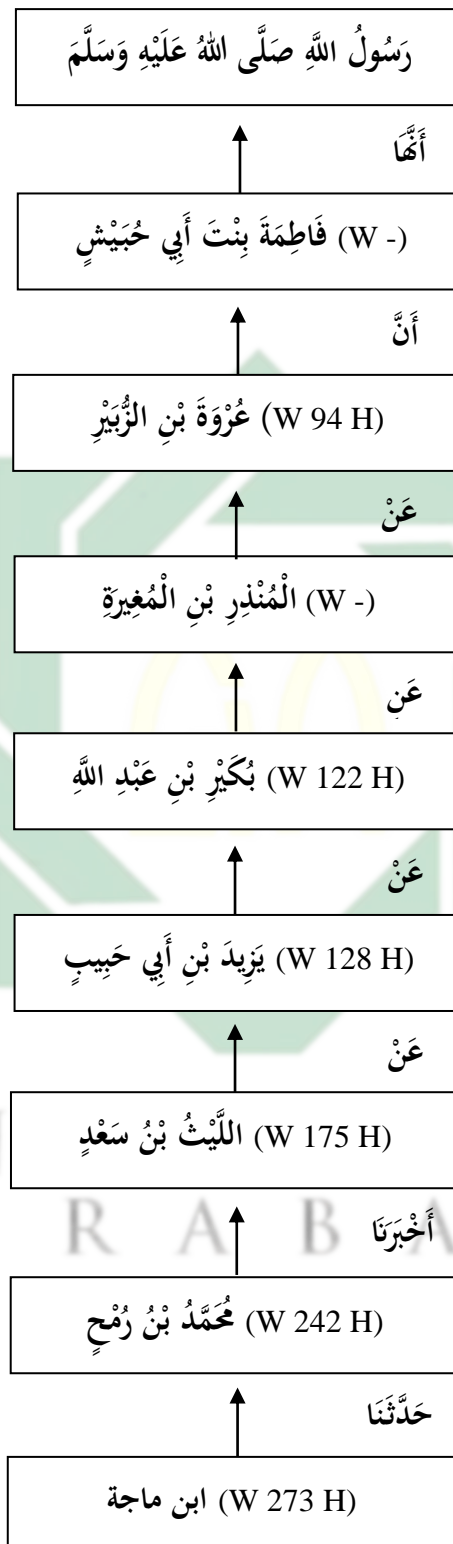 رَسُولُ اللَّهِ صَلَّى اللهُ عَلَيْهِ وَسَلَّمَ
أَنَّهَا
(W -) فَاطِمَةَ بِنْتَ أَبِي حُبَيْشٍ
أَنَّ
(W 94 H) عُرْوَةَ بْنِ الزُّبَيْرِ
عَنْ
(W -) الْمُنْذِرِ بْنِ الْمُغِيرَةِ
عَنِ
(W 122 H) بُكَيْرِ بْنِ عَبْدِ اللَّهِ
عَنْ
(W 128 H) يَزِيدَ بْنِ أَبِي حَبِيبٍ
عَنْ
(W 175 H) اللَّيْثُ بْنُ سَعْدٍ
R A B A
أَخْبَرَنَا
(W 242 H) مُحَمَّدُ بْنُ رُمْحٍ
حَدَّثَنَا
(W 273 H) ابن ماجة